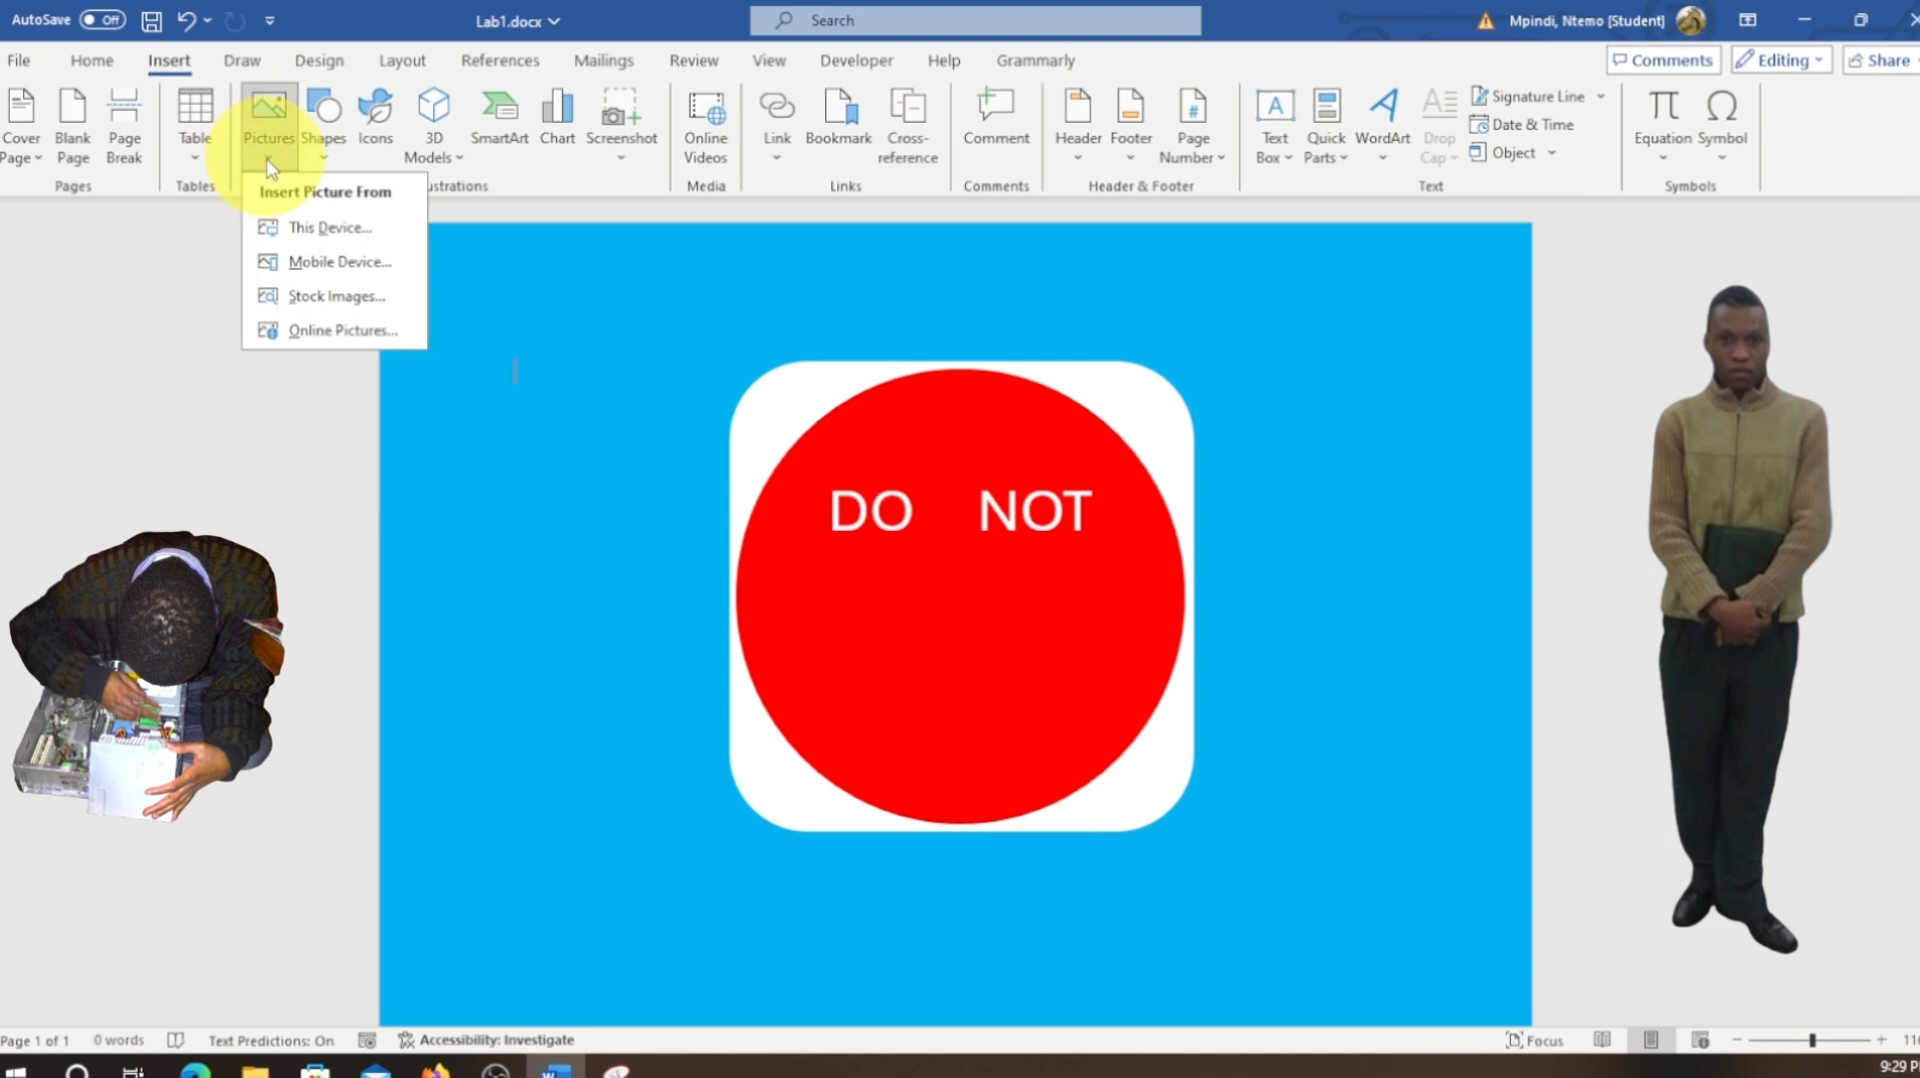 AutoSave Off Lab1.docx Search Mpindi, Ntemo [Student]
File Home Insert Draw Design Layout References Mailings Review View Developer Help Grammarly Comments Editing Share
Cover Page
Blank Page
Page Break
Pages
Table
Tables
Pictures
Shapes
Icons
3D Models
SmartArt
Chart
Screenshot
ustrations
Online Videos
Media
Link
Bookmark
Cross-reference
Links
Comment
Comments
Header
Footer
Page Number
Header & Footer
Text Box
Quick Parts
WordArt
Drop Cap
Signature Line
Date & Time
Object
Text
Equation
Symbol
Symbols
Insert Picture From
This Device...
Mobile Device...
Stock Images...
Online Pictures...
DO NOT
Page 1 of 1 0 words Text Predictions: On Accessibility: Investigate Focus
9:29